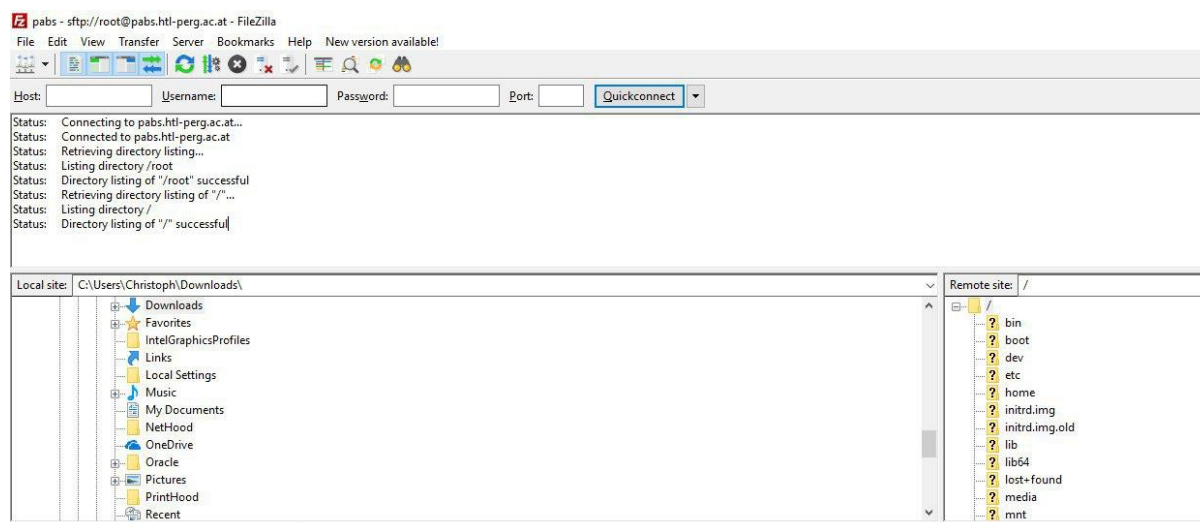 pabs - sftp://root@pabs.htl-perg.ac.at - FileZilla
File Edit View Transfer Server Bookmarks Help New version available!
Host: Username: Password: Port: Quickconnect
Status: Connecting to pabs.htl-perg.ac.at...
Status: Connected to pabs.htl-perg.ac.at
Status: Retrieving directory listing...
Status: Listing directory /root
Status: Directory listing of "/root" successful
Status: Retrieving directory listing of "/"...
Status: Listing directory /
Status: Directory listing of "/" successful
Local site: C:\Users\Christoph\Downloads\
Downloads
Favorites
IntelGraphicsProfiles
Links
Local Settings
Music
My Documents
NetHood
OneDrive
Oracle
Pictures
PrintHood
Recent
Remote site: /
/
bin
boot
dev
etc
home
initrd.img
initrd.img.old
lib
lib64
lost+found
media
mnt